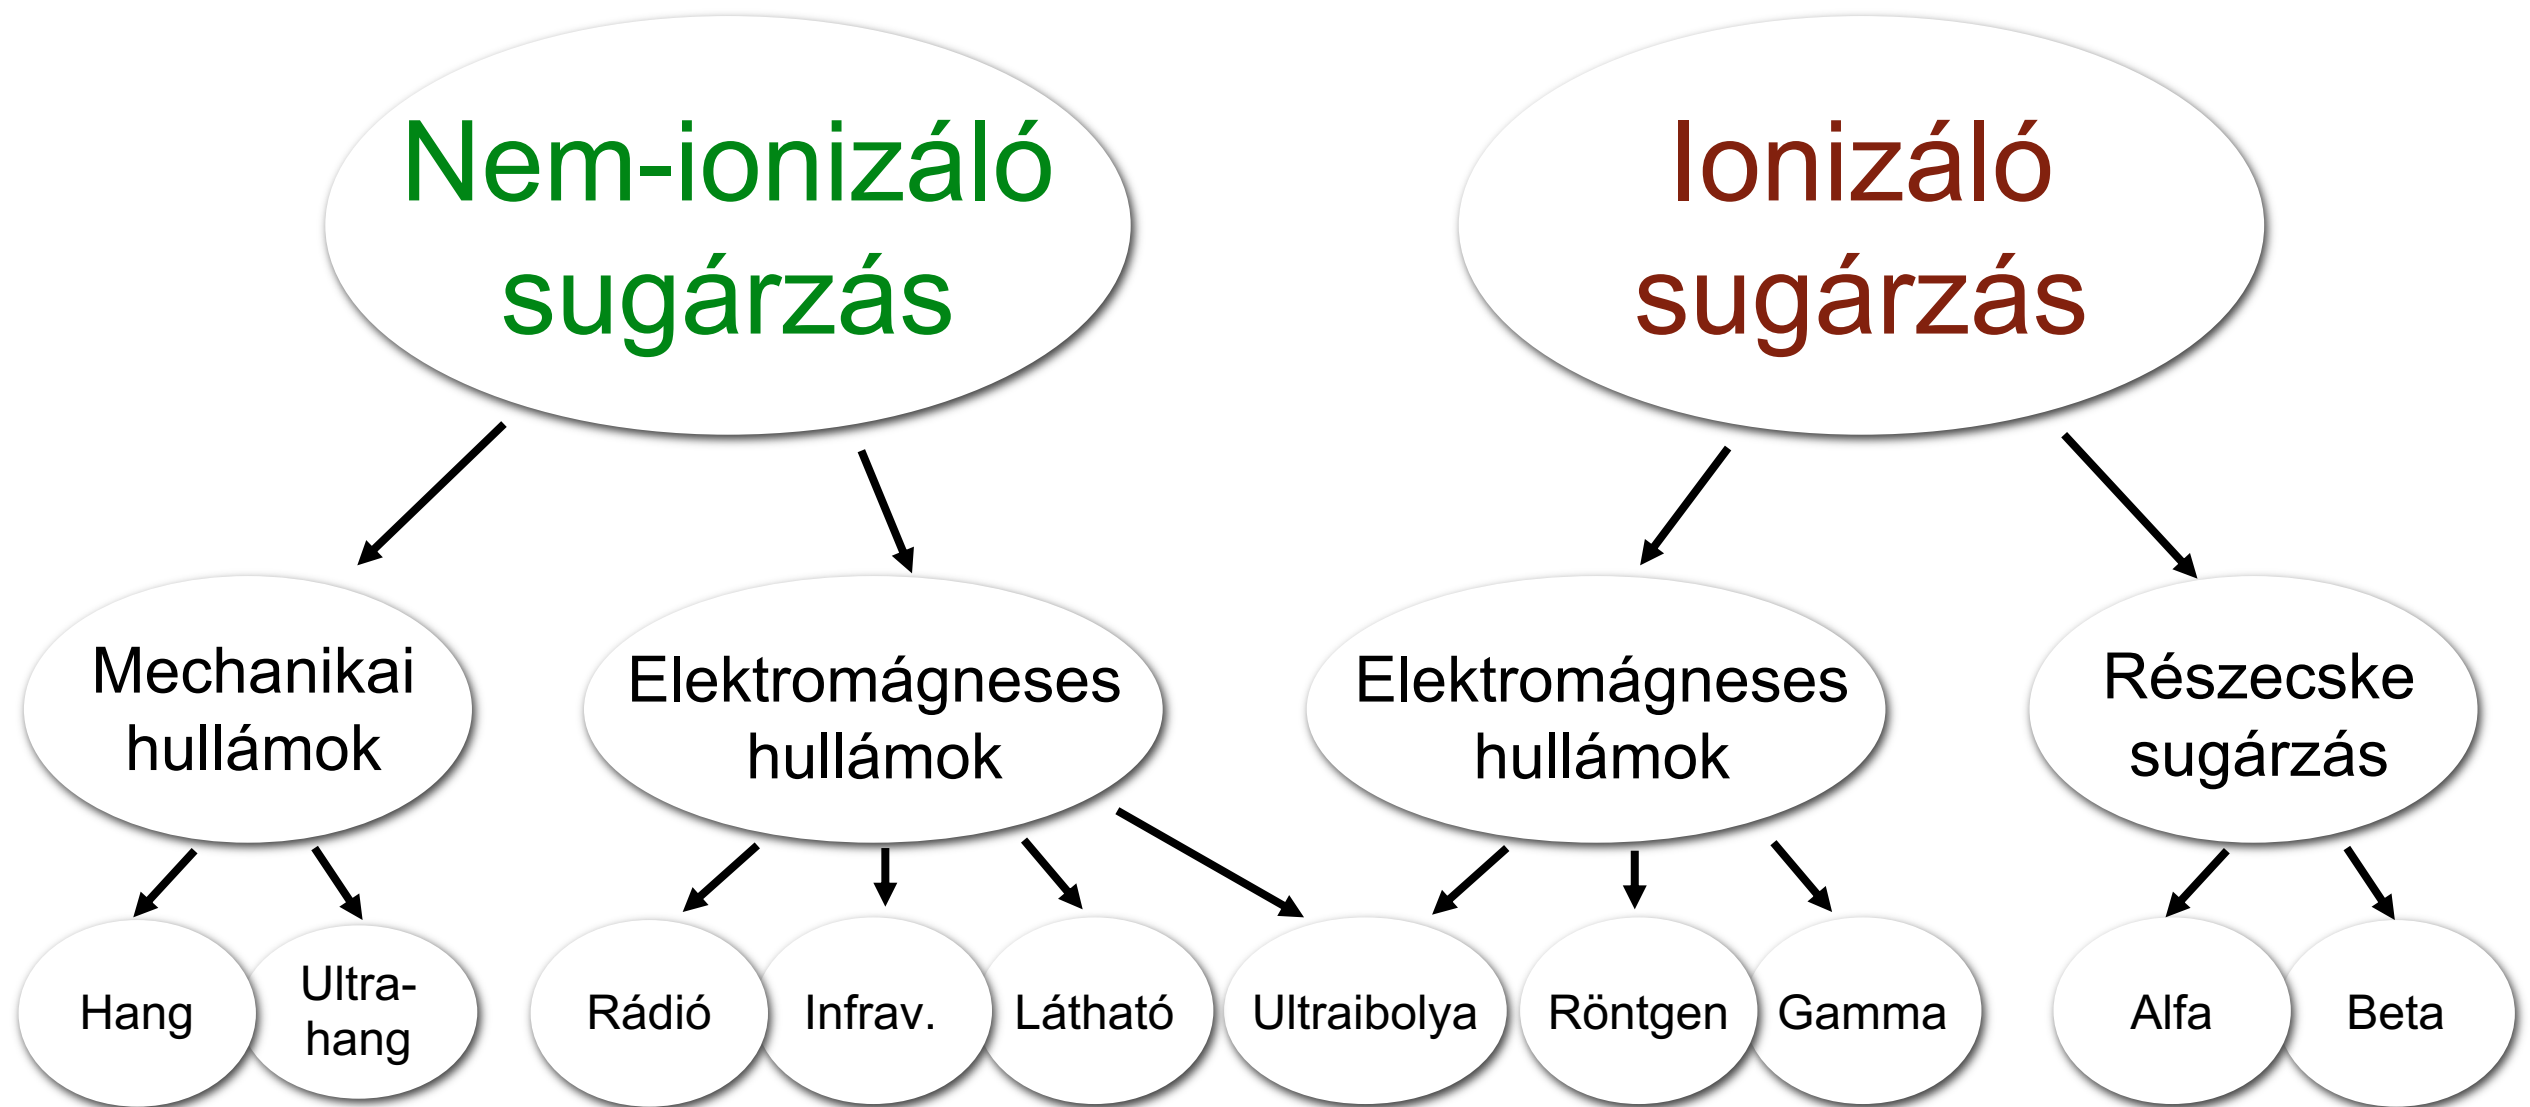 Nem-ionizáló
sugárzás
Ionizáló
sugárzás
Mechanikai
hullámok
Elektromágneses
hullámok
Elektromágneses
hullámok
Részecske
sugárzás
Hang
Ultra-
hang
Rádió
Infrav.
Látható
Ultraibolya
Röntgen
Gamma
Alfa
Beta